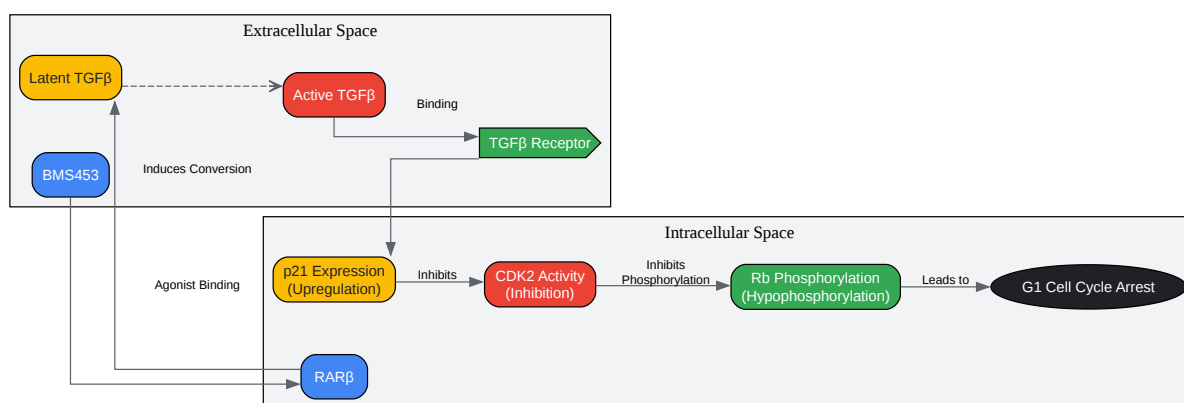 Extracellular Space
Latent TGFβ
Active TGFβ
Binding
TGFβ Receptor
BMS453
Induces Conversion
Intracellular Space
p21 Expression
(Upregulation)
Inhibits
CDK2 Activity
(Inhibition)
Inhibits
Phosphorylation
Rb Phosphorylation
(Hypophosphorylation)
Leads to
G1 Cell Cycle Arrest
Agonist Binding
RARβ